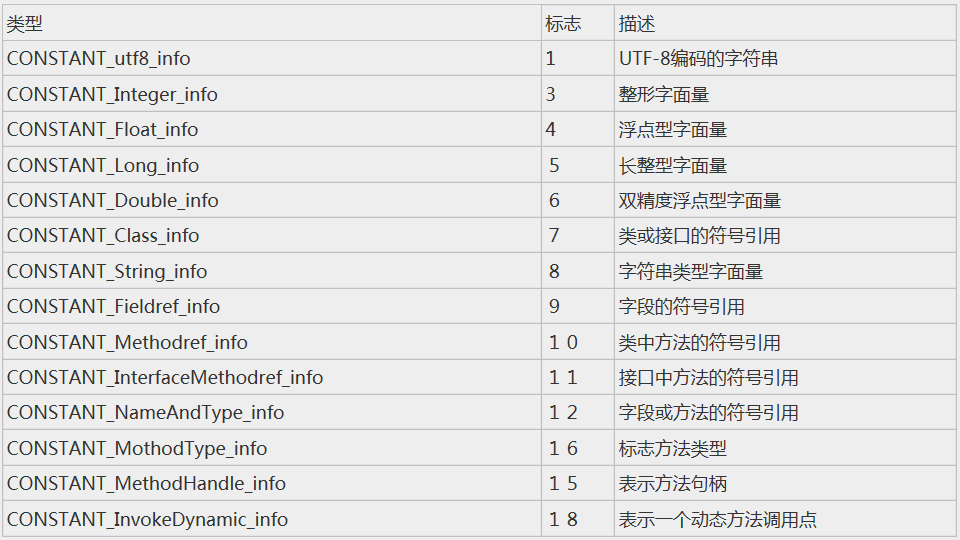 类型 标志 描述
CONSTANT_utf8_info 1 UTF-8编码的字符串
CONSTANT_Integer_info 3 整形字面量
CONSTANT_Float_info 4 浮点型字面量
CONSTANT_Long_info 5 长整型字面量
CONSTANT_Double_info 6 双精度浮点型字面量
CONSTANT_Class_info 7 类或接口的符号引用
CONSTANT_String_info 8 字符串类型字面量
CONSTANT_Fieldref_info 9 字段的符号引用
CONSTANT_Methodref_info 10 类中方法的符号引用
CONSTANT_InterfaceMethodref_info 11 接口中方法的符号引用
CONSTANT_NameAndType_info 12 字段或方法的符号引用
CONSTANT_MothodType_info 16 标志方法类型
CONSTANT_MethodHandle_info 15 表示方法句柄
CONSTANT_InvokeDynamic_info 18 表示一个动态方法调用点